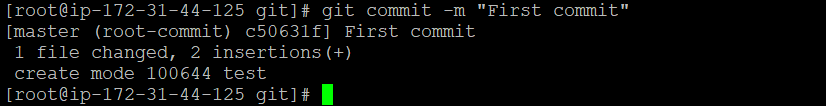 [root@ip-172-31-44-125 git]# git commit -m "First commit"
[master (root-commit) c50631f] First commit
 1 file changed, 2 insertions(+)
 create mode 100644 test
[root@ip-172-31-44-125 git]#